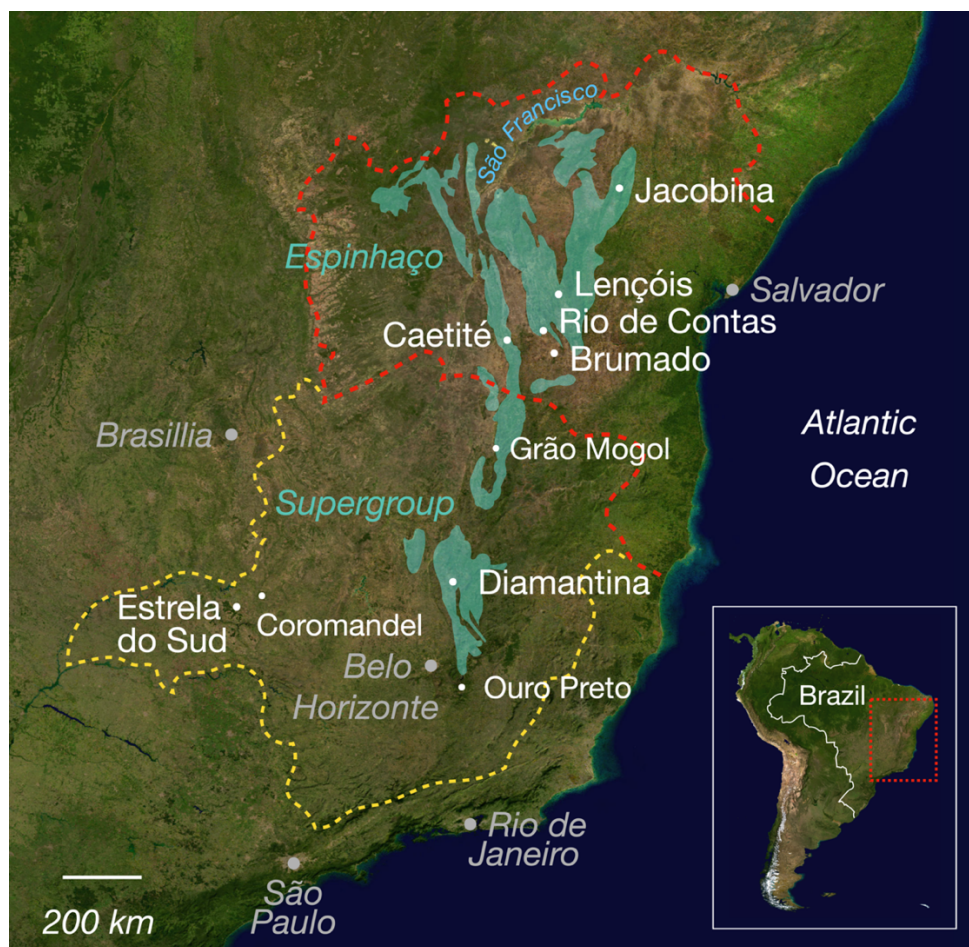 São Francisco
Jacobina
Espinhaço
Lençóis
Salvador
Rio de Contas
Caetité
Brumado
Atlantic
Ocean
Brasillia
Grão Mogol
Supergroup
Diamantina
Estrela
do Sud
Coromandel
Belo
Horizonte
Ouro Preto
Brazil
Rio de
Janeiro
São
Paulo
200 km